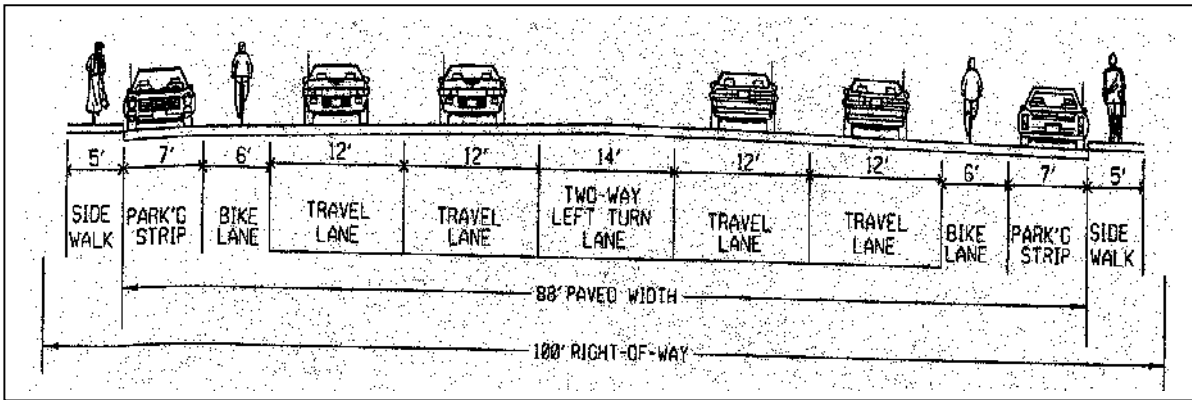 5' 7' 6' 12' 12' 14' 12' 12' 6' 7' 5'
SIDE WALK
PARK'G STRIP
BIKE LANE
TRAVEL LANE
TRAVEL LANE
TWO-WAY LEFT TURN LANE
TRAVEL LANE
TRAVEL LANE
BIKE LANE
PARK'G STRIP
SIDE WALK
88' PAVED WIDTH
100' RIGHT-OF-WAY